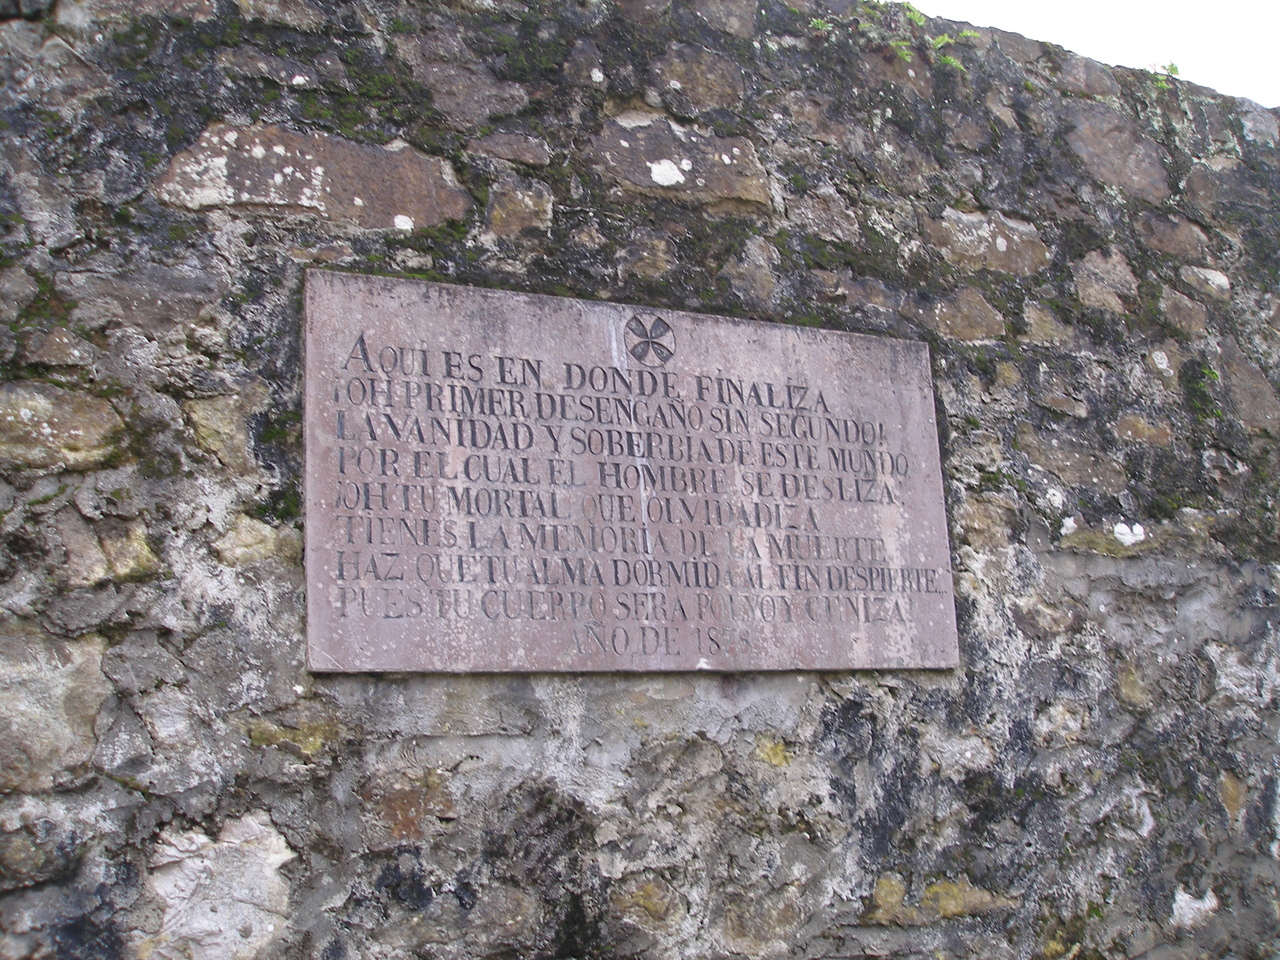 AQUI ES EN DONDE FINALIZA
¡OH PRIMER DESENGAÑO SIN SEGUNDO!
LA VANIDAD Y SOBERBIA DE ESTE MUNDO
POR EL CUAL EL HOMBRE SE DESLIZA.
¡OH TU MORTAL QUE OLVIDADIZA
TIENES LA MEMORIA DE LA MUERTE
HAZ QUE TU ALMA DORMIDA AL FIN DESPIERTE...
PUES TU CUERPO SERA POLVO Y CENIZA
AÑO DE